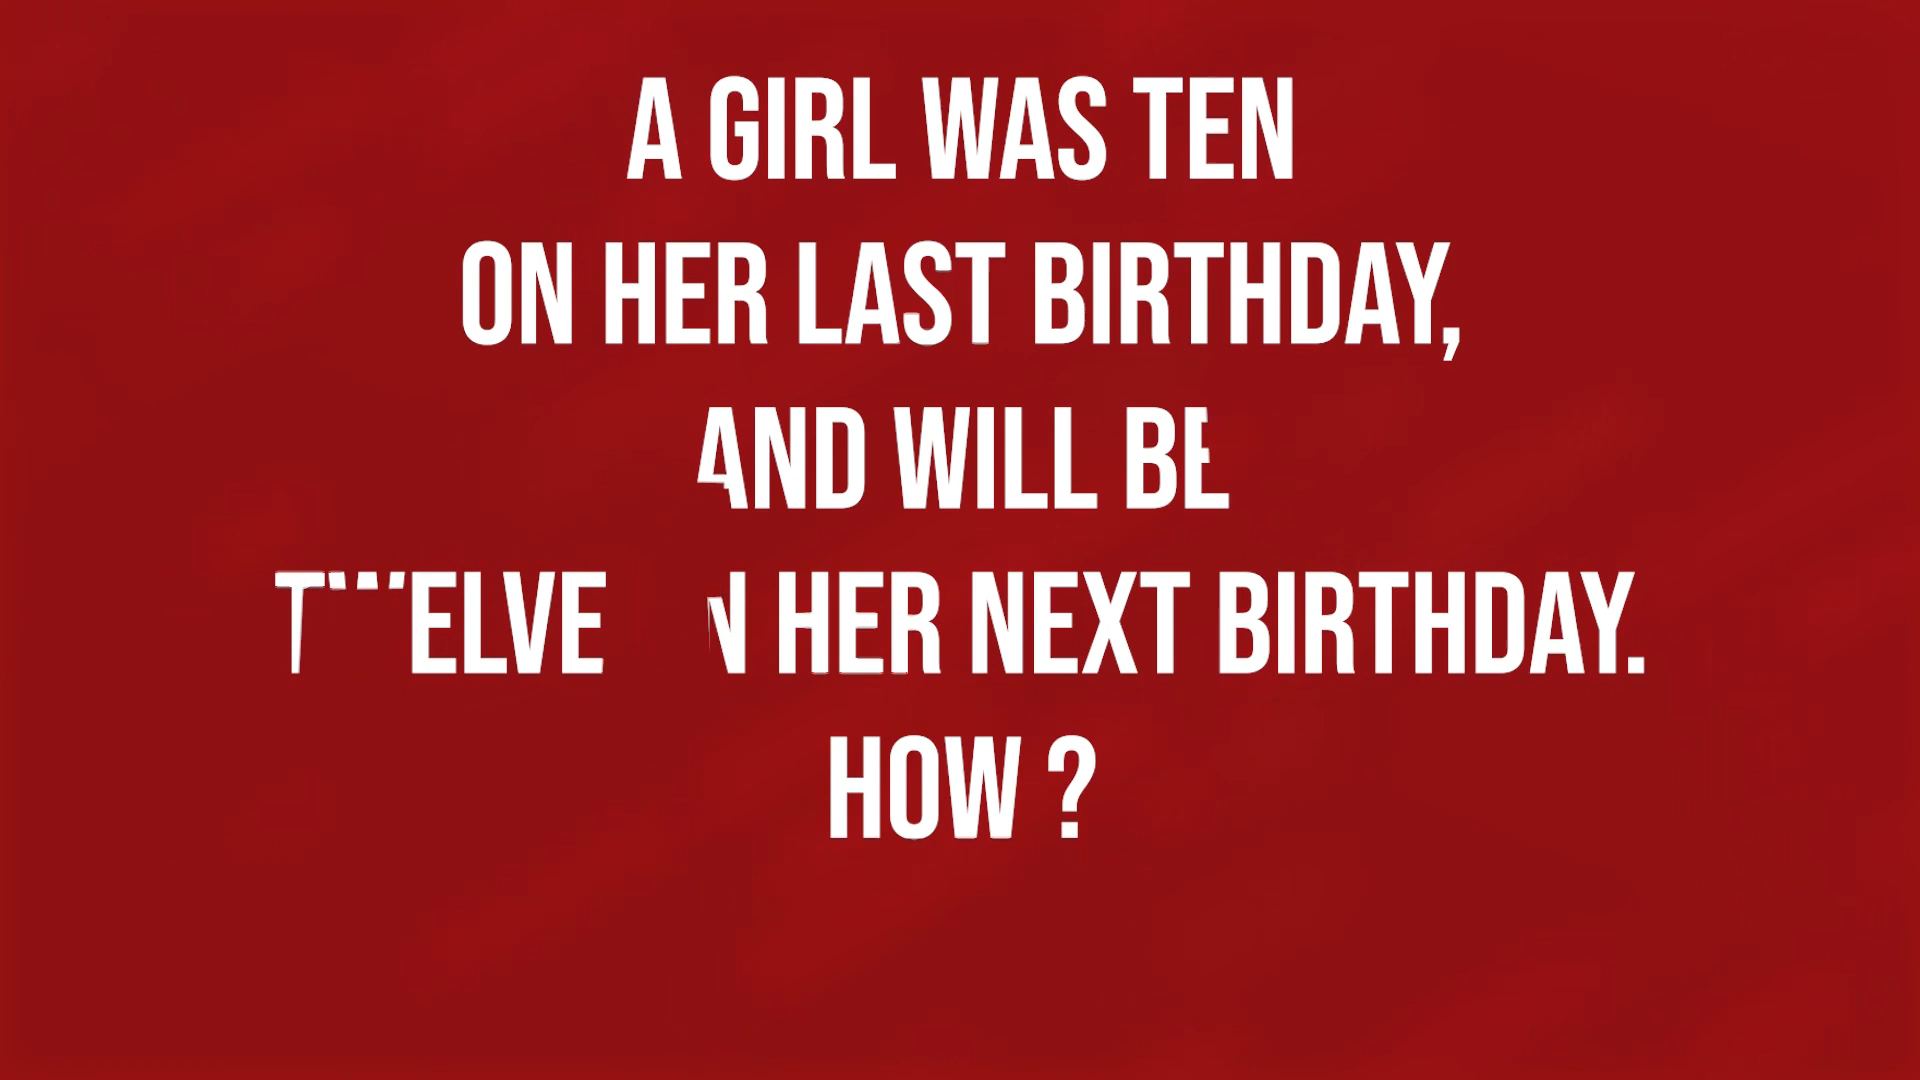 A GIRL WAS TEN
ON HER LAST BIRTHDAY,
AND WILL BE
TWELVE ON HER NEXT BIRTHDAY.
HOW ?